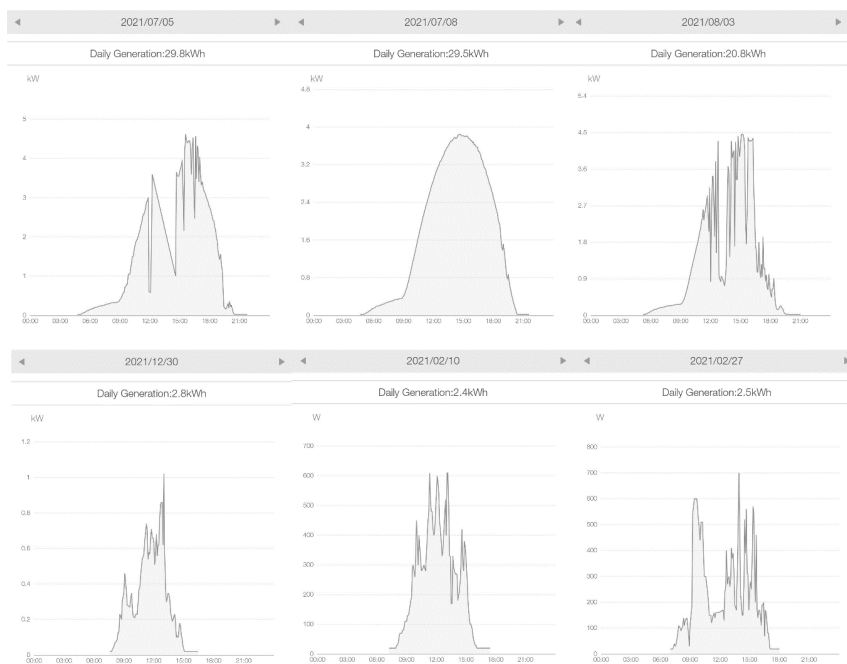 2021/07/05
Daily Generation:29.8kWh
kW
5
4
3
2
1
0
00:00 03:00 06:00 09:00 12:00 15:00 18:00 21:00
2021/07/08
Daily Generation:29.5kWh
kW
4.8
4
3.2
2.4
1.6
0.8
0
00:00 03:00 06:00 09:00 12:00 15:00 18:00 21:00
2021/08/03
Daily Generation:20.8kWh
kW
5.4
4.5
3.6
2.7
1.8
0.9
0
00:00 03:00 06:00 09:00 12:00 15:00 18:00 21:00
2021/12/30
Daily Generation:2.8kWh
kW
1.2
1
0.8
0.6
0.4
0.2
0
00:00 03:00 06:00 09:00 12:00 15:00 18:00 21:00
2021/02/10
Daily Generation:2.4kWh
W
700
600
500
400
300
200
100
0
00:00 03:00 06:00 09:00 12:00 15:00 18:00 21:00
2021/02/27
Daily Generation:2.5kWh
W
800
700
600
500
400
300
200
100
0
00:00 03:00 06:00 09:00 12:00 15:00 18:00 21:00